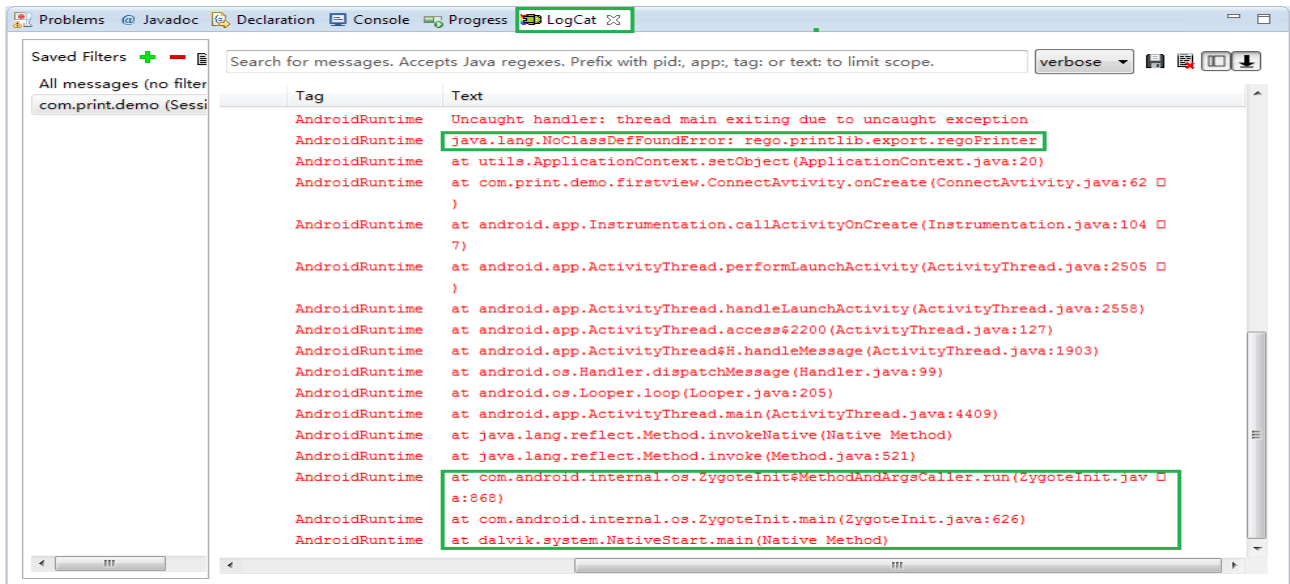 Problems @ Javadoc Declaration Console Progress LogCat
Saved Filters
Search for messages. Accepts Java regexes. Prefix with pid:, app:, tag: or text: to limit scope.
verbose
All messages (no filter
com.print.demo (Sessi
Tag Text
AndroidRuntime Uncaught handler: thread main exiting due to uncaught exception
AndroidRuntime java.lang.NoClassDefFoundError: rego.printlib.export.regoPrinter
AndroidRuntime at utils.ApplicationContext.setObject(ApplicationContext.java:20)
AndroidRuntime at com.print.demo.firstview.ConnectAvtivity.onCreate(ConnectAvtivity.java:62
)
AndroidRuntime at android.app.Instrumentation.callActivityOnCreate(Instrumentation.java:104
7)
AndroidRuntime at android.app.ActivityThread.performLaunchActivity(ActivityThread.java:2505
)
AndroidRuntime at android.app.ActivityThread.handleLaunchActivity(ActivityThread.java:2558)
AndroidRuntime at android.app.ActivityThread.access$2200(ActivityThread.java:127)
AndroidRuntime at android.app.ActivityThread$H.handleMessage(ActivityThread.java:1903)
AndroidRuntime at android.os.Handler.dispatchMessage(Handler.java:99)
AndroidRuntime at android.os.Looper.loop(Looper.java:205)
AndroidRuntime at android.app.ActivityThread.main(ActivityThread.java:4409)
AndroidRuntime at java.lang.reflect.Method.invokeNative(Native Method)
AndroidRuntime at java.lang.reflect.Method.invoke(Method.java:521)
AndroidRuntime at com.android.internal.os.ZygoteInit$MethodAndArgsCaller.run(ZygoteInit.jav
a:868)
AndroidRuntime at com.android.internal.os.ZygoteInit.main(ZygoteInit.java:626)
AndroidRuntime at dalvik.system.NativeStart.main(Native Method)